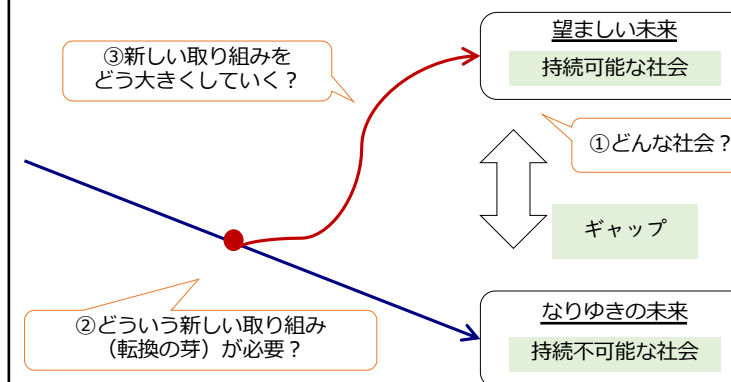 ③新しい取り組みを
どう大きくしていく？
望ましい未来
持続可能な社会
①どんな社会？
ギャップ
②どういう新しい取り組み
（転換の芽）が必要？
なりゆきの未来
持続不可能な社会